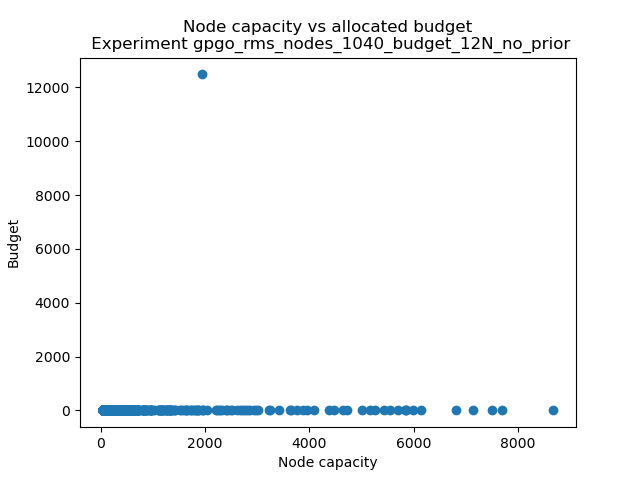 Node capacity vs allocated budget
Experiment gpgo_rms_nodes_1040_budget_12N_no_prior
12000
10000
8000
6000
4000
2000
0
Budget
0 2000 4000 6000 8000
Node capacity